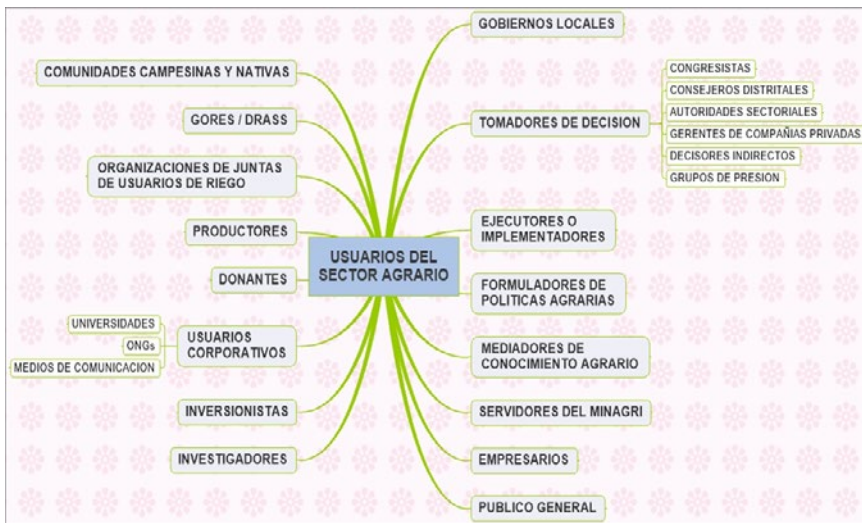 GOBIERNOS LOCALES
COMUNIDADES CAMPESINAS Y NATIVAS
CONGRESISTAS
CONSEJEROS DISTRITALES
GORES / DRASS
TOMADORES DE DECISION
AUTORIDADES SECTORIALES
GERENTES DE COMPAÑIAS PRIVADAS
DECISORES INDIRECTOS
GRUPOS DE PRESION
ORGANIZACIONES DE JUNTAS
DE USUARIOS DE RIEGO
PRODUCTORES
EJECUTORES O
IMPLEMENTADORES
USUARIOS DEL
SECTOR AGRARIO
DONANTES
FORMULADORES DE
POLITICAS AGRARIAS
UNIVERSIDADES
ONGs
MEDIOS DE COMUNICACION
USUARIOS
CORPORATIVOS
MEDIADORES DE
CONOCIMIENTO AGRARIO
INVERSIONISTAS
SERVIDORES DEL MINAGRI
INVESTIGADORES
EMPRESARIOS
PUBLICO GENERAL